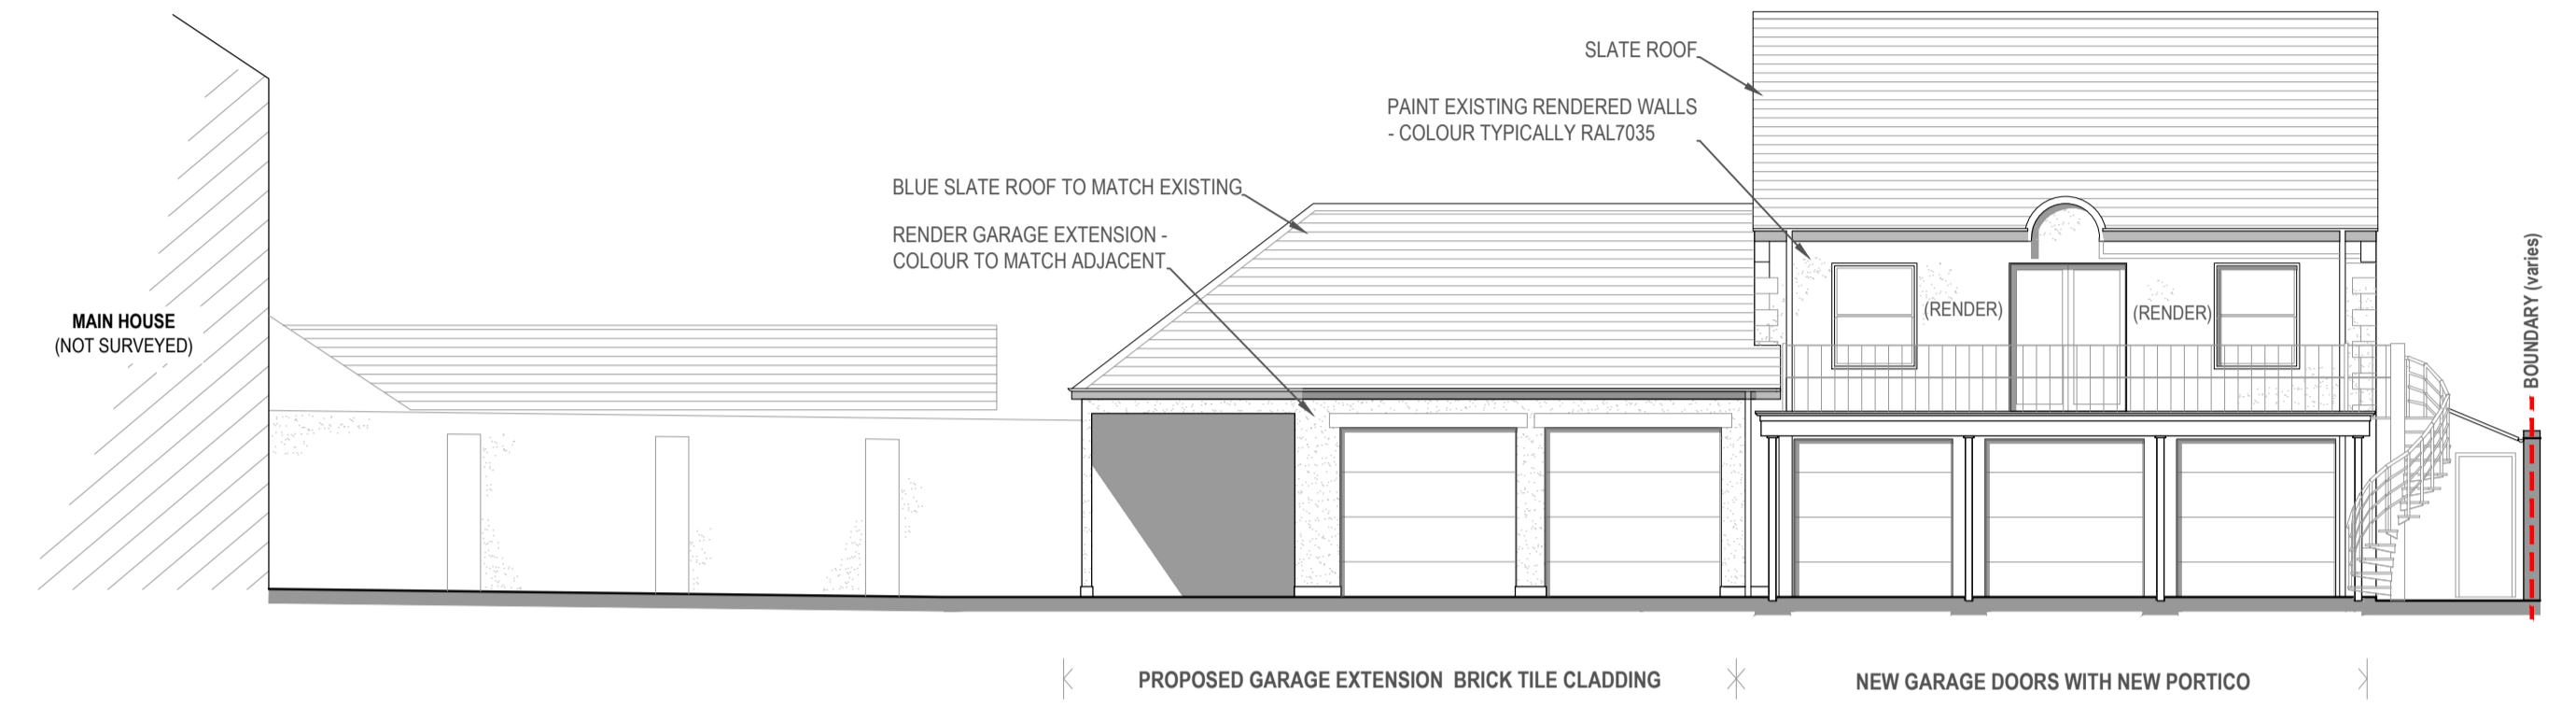 SLATE ROOF
PAINT EXISTING RENDERED WALLS
- COLOUR TYPICALLY RAL7035
BLUE SLATE ROOF TO MATCH EXISTING
RENDER GARAGE EXTENSION -
COLOUR TO MATCH ADJACENT
MAIN HOUSE
(NOT SURVEYED)
(RENDER)
(RENDER)
BOUNDARY (varies)
PROPOSED GARAGE EXTENSION BRICK TILE CLADDING
NEW GARAGE DOORS WITH NEW PORTICO